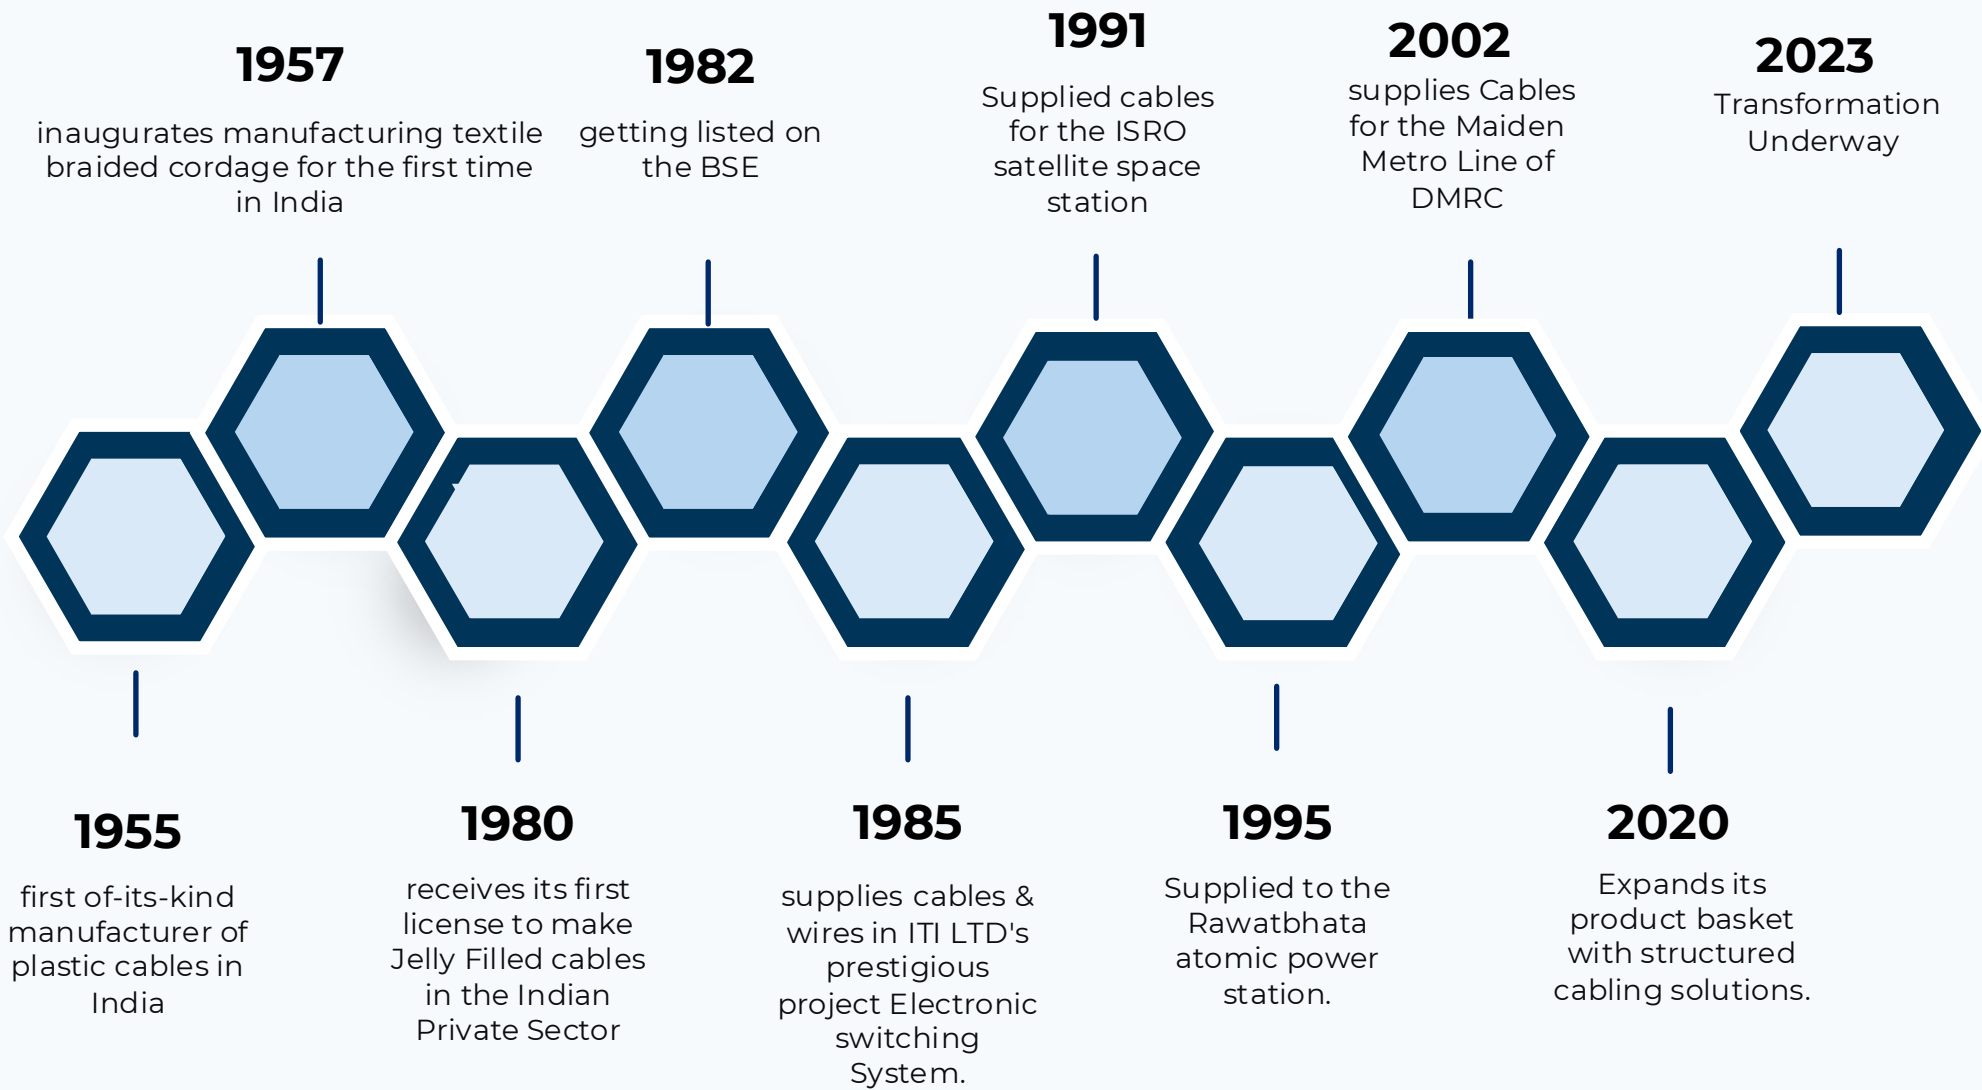 1957
inaugurates manufacturing textile
braided cordage for the first time
in India
1982
getting listed on
the BSE
1991
Supplied cables
for the ISRO
satellite space
station
2002
supplies Cables
for the Maiden
Metro Line of
DMRC
2023
Transformation
Underway
1955
first of-its-kind
manufacturer of
plastic cables in
India
1980
receives its first
license to make
Jelly Filled cables
in the Indian
Private Sector
1985
supplies cables &
wires in ITI LTD's
prestigious
project Electronic
switching
System.
1995
Supplied to the
Rawatbhata
atomic power
station.
2020
Expands its
product basket
with structured
cabling solutions.